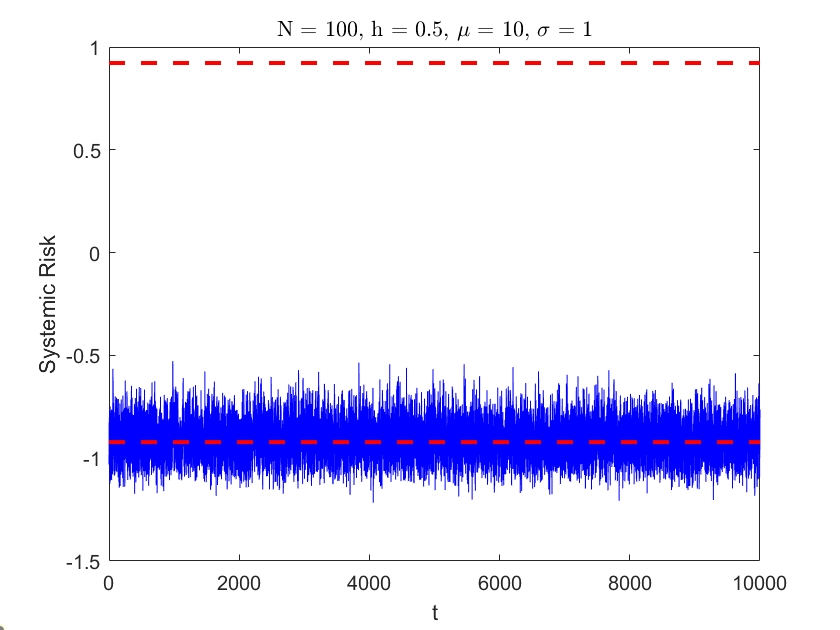 N = 100, h = 0.5, μ = 10, σ = 1
1
0.5
0
-0.5
-1
-1.5
Systemic Risk
0 2000 4000 6000 8000 10000
t